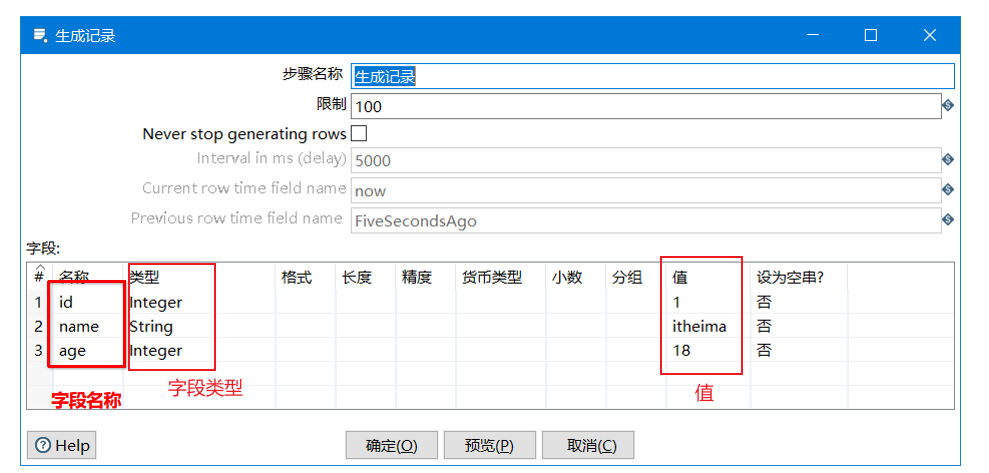 生成记录
步骤名称 生成记录
限制 100
Never stop generating rows
Interval in ms (delay) 5000
Current row time field name now
Previous row time field name FiveSecondsAgo
字段:
# 名称 类型 格式 长度 精度 货币类型 小数 分组 值 设为空串?
1 id Integer 1 否
2 name String itheima 否
3 age Integer 18 否
字段名称 字段类型 值
Help 确定(O) 预览(P) 取消(C)